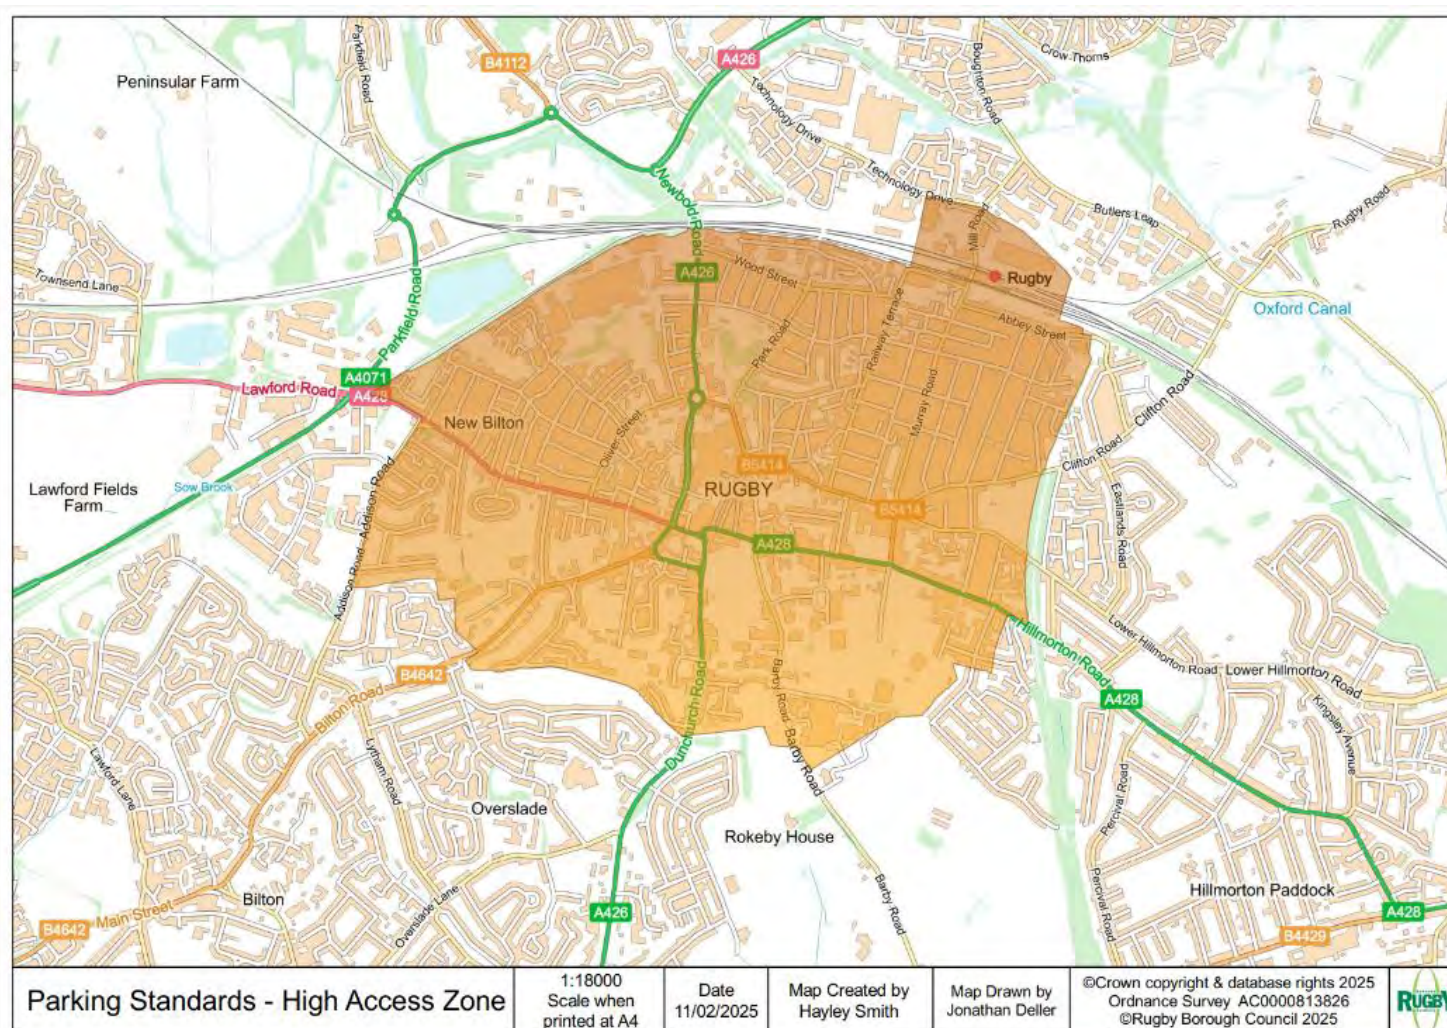 Peninsular Farm
Parkfield Road
B4112
A426
Technology Drive
Boughton Road
Crow Thorns
Technology Drive
Butlers Leap
Rugby Road
Newbold Road
Mill Road
Townsend Lane
Parkfield Road
A426
Wood Street
Rugby
Oxford Canal
Abbey Street
Railway Terrace
Park Road
Lawford Road
A4071
A428
New Bilton
Oliver Street
Murray Road
Clifton Road
Clifton Road
B5414
RUGBY
B5414
Lawford Fields
Farm
Sow Brook
Addison Road
Addison Road
Eastlands Road
A428
Hillmorton Road
Lower Hillmorton Road
Lower Hillmorton Road
B4642
Bilton Road
Barby Road
Barby Road
Dunchurch Road
A428
Kingsley Avenue
Lawford Lane
Lytham Road
Overslade
Rokeby House
Percival Road
Percival Road
Barby Road
Hillmorton Paddock
Bilton
Main Street
B4642
Overslade Lane
A426
B4429
A428
Parking Standards - High Access Zone
1:18000
Scale when
printed at A4
Date
11/02/2025
Map Created by
Hayley Smith
Map Drawn by
Jonathan Deller
©Crown copyright & database rights 2025
Ordnance Survey AC0000813826
©Rugby Borough Council 2025
RUGBY